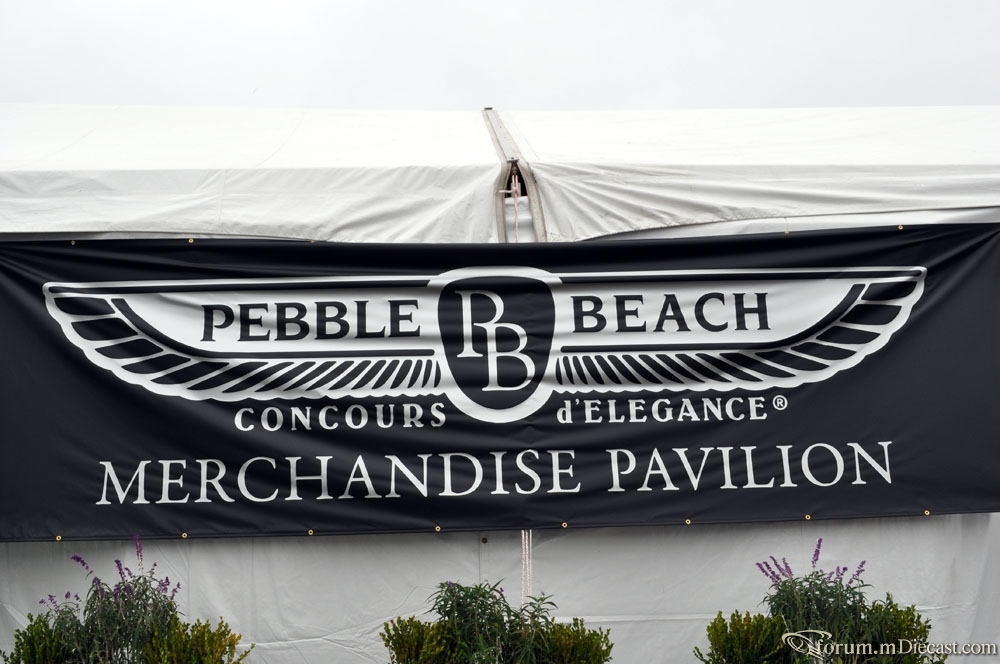 PEBBLE PB BEACH
CONCOURS d'ELEGANCE®
MERCHANDISE PAVILION
forum.mDiecast.com